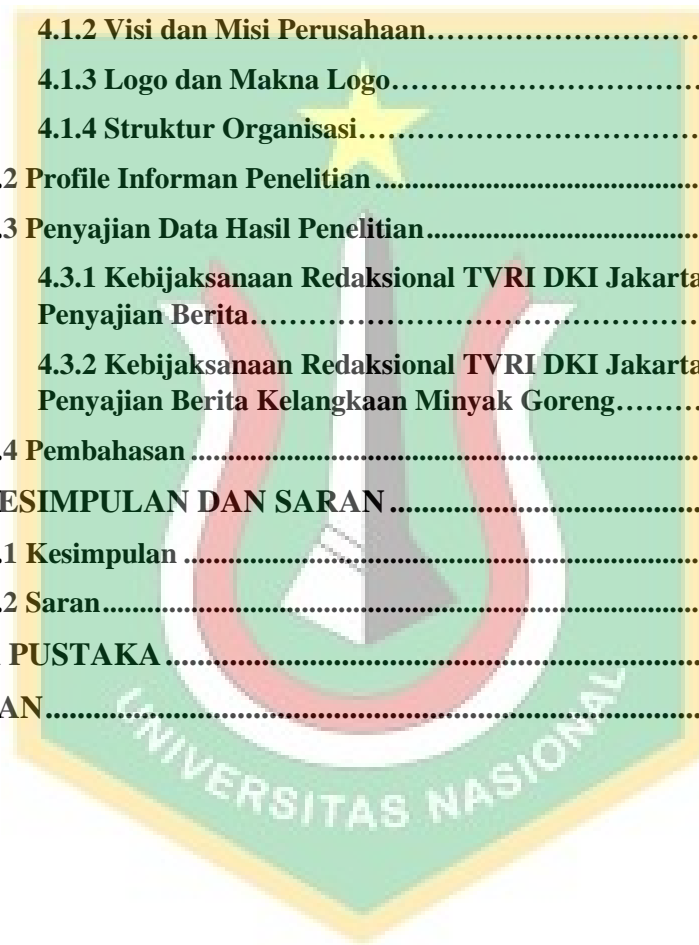 4.1.2 Visi dan Misi Perusahaan……………………………
4.1.3 Logo dan Makna Logo…………………………………
4.1.4 Struktur Organisasi……………………………………
.2 Profile Informan Penelitian ..............................................................
.3 Penyajian Data Hasil Penelitian.....................................................
4.3.1 Kebijaksanaan Redaksional TVRI DKI Jakarta
Penyajian Berita……………………………………………………
4.3.2 Kebijaksanaan Redaksional TVRI DKI Jakarta
Penyajian Berita Kelangkaan Minyak Goreng………
.4 Pembahasan ....................................................................................
ESIMPULAN DAN SARAN ........................................................
.1 Kesimpulan .....................................................................................
.2 Saran..................................................................................................
PUSTAKA ......................................................................................
AN.........................................................................................................
UNIVERSITAS NASIONAL